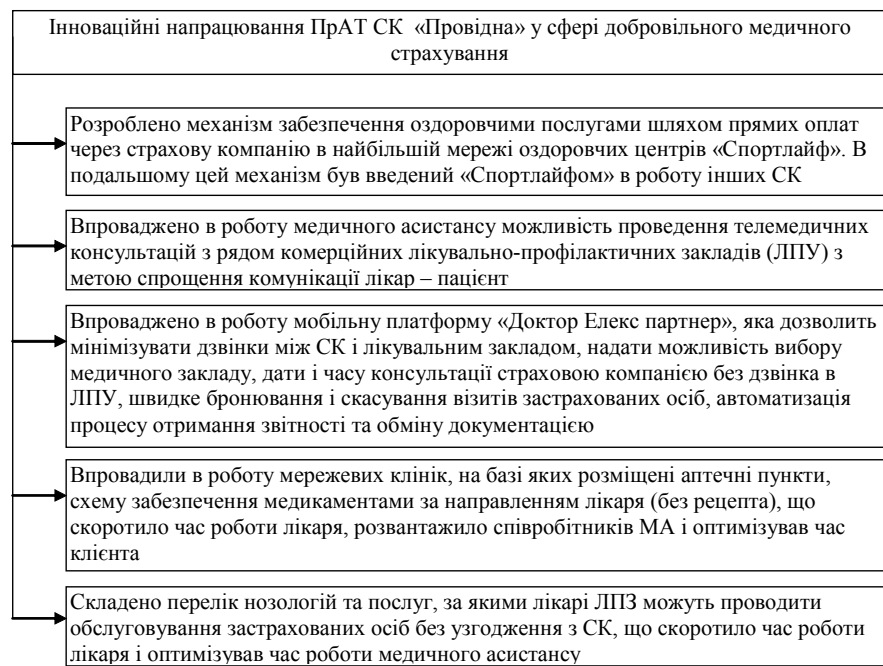 Інноваційні напрацювання ПрАТ СК «Провідна» у сфері добровільного медичного
страхування
Розроблено механізм забезпечення оздоровчими послугами шляхом прямих оплат
через страхову компанію в найбільшій мережі оздоровчих центрів «Спортлайф». В
подальшому цей механізм був введений «Спортлайфом» в роботу інших СК
Впроваджено в роботу медичного асистансу можливість проведення телемедичних
консультацій з рядом комерційних лікувально-профілактичних закладів (ЛПУ) з
метою спрощення комунікації лікар – пацієнт
Впроваджено в роботу мобільну платформу «Доктор Елекс партнер», яка дозволить
мінімізувати дзвінки між СК і лікувальним закладом, надати можливість вибору
медичного закладу, дати і часу консультації страховою компанією без дзвінка в
ЛПУ, швидке бронювання і скасування візитів застрахованих осіб, автоматизація
процесу отримання звітності та обміну документацією
Впровадили в роботу мережевих клінік, на базі яких розміщені аптечні пункти,
схему забезпечення медикаментами за направленням лікаря (без рецепта), що
скоротило час роботи лікаря, розвантажило співробітників МА і оптимізував час
клієнта
Складено перелік нозологій та послуг, за якими лікарі ЛПЗ можуть проводити
обслуговування застрахованих осіб без узгодження з СК, що скоротило час роботи
лікаря і оптимізував час роботи медичного асистансу